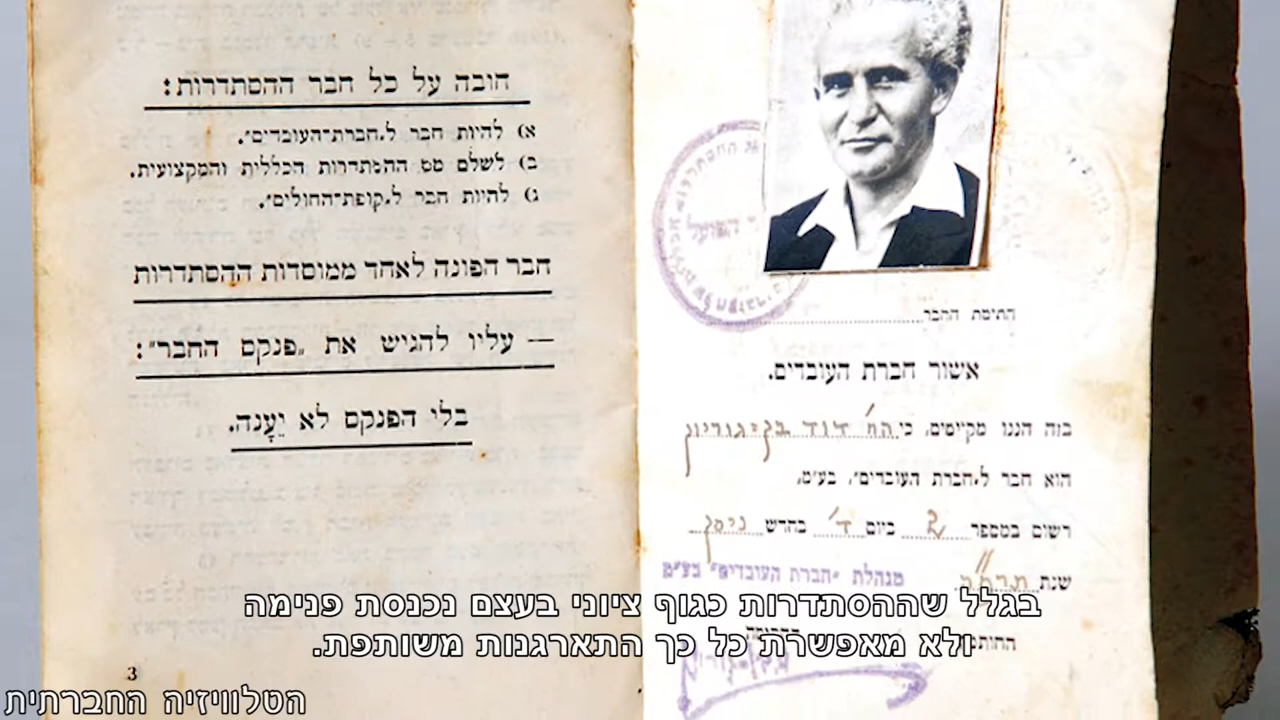 חובה על כל חבר ההסתדרות:
א) להיות חבר ל„חברת־העובדים".
ב) לשלם מס ההסתדרות הכללית והמקצועית.
ג) להיות חבר ל„קופת־החולים".
חבר הפונה לאחד ממוסדות ההסתדרות
— עליו להגיש את „פנקס החבר":
בלי הפנקס לא יֵעָנה.
3
הפועל
חתימת החבר
אשור חברת העובדים.
בזה הננו מקיימים, כי הח' דוד בן־גוריון
הוא חבר ל„חברת העובדים", בע"מ,
רשום במספר 2 ביום ד' בחדש ניסן
שנת
מנהלת "חברת העובדים" בע"מ
בגלל שההסתדרות כגוף ציוני בעצם נכנסת פנימה
ולא מאפשרת כל כך התארגנות משותפת.
הטלוויזיה החברתית